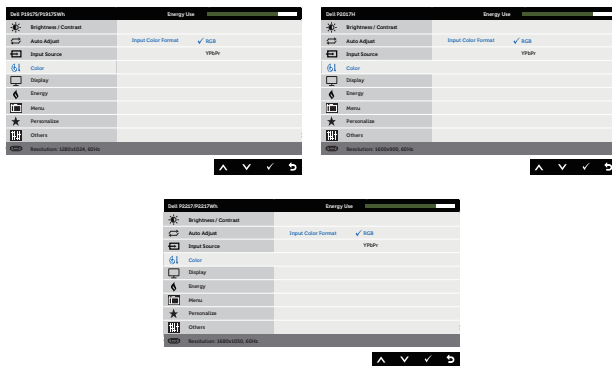 Dell P1917S/P1917SWh Energy Use
Brightness / Contrast
Auto Adjust Input Color Format ✓ RGB
Input Source YPbPr
Color
Display
Energy
Menu
Personalize
Others
Resolution: 1280x1024, 60Hz
Dell P2017H Energy Use
Brightness / Contrast
Auto Adjust Input Color Format ✓ RGB
Input Source YPbPr
Color
Display
Energy
Menu
Personalize
Others
Resolution: 1600x900, 60Hz
Dell P2217/P2217Wh Energy Use
Brightness / Contrast
Auto Adjust Input Color Format ✓ RGB
Input Source YPbPr
Color
Display
Energy
Menu
Personalize
Others
Resolution: 1680x1050, 60Hz